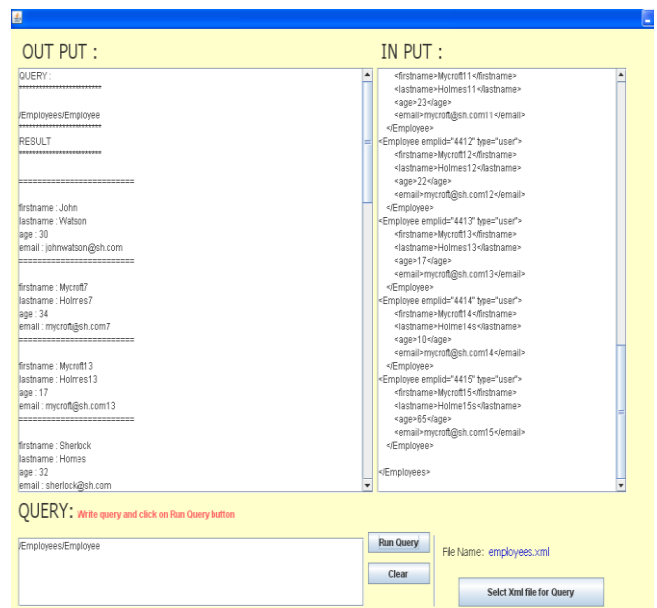 OUT PUT :
QUERY :
*************************
/Employees/Employee
*************************
RESULT
*************************
========================
firstname : John
lastname : Watson
age : 30
email : johnwatson@sh.com
========================
firstname : Mycroft7
lastname : Holmes7
age : 34
email : mycroft@sh.com7
========================
firstname : Mycroft13
lastname : Holmes13
age : 17
email : mycroft@sh.com13
========================
firstname : Sherlock
lastname : Homes
age : 32
email : sherlock@sh.com
IN PUT :
<firstname>Mycroft11</firstname>
<lastname>Holmes11</lastname>
<age>23</age>
<email>mycroft@sh.com11</email>
</Employee>
<Employee emplid="4412" type="user">
<firstname>Mycroft12</firstname>
<lastname>Holmes12</lastname>
<age>22</age>
<email>mycroft@sh.com12</email>
</Employee>
<Employee emplid="4413" type="user">
<firstname>Mycroft13</firstname>
<lastname>Holmes13</lastname>
<age>17</age>
<email>mycroft@sh.com13</email>
</Employee>
<Employee emplid="4414" type="user">
<firstname>Mycroft14</firstname>
<lastname>Holme14s</lastname>
<age>10</age>
<email>mycroft@sh.com14</email>
</Employee>
<Employee emplid="4415" type="user">
<firstname>Mycroft15</firstname>
<lastname>Holme15s</lastname>
<age>65</age>
<email>mycroft@sh.com15</email>
</Employee>
</Employees>
QUERY: Write query and click on Run Query button
/Employees/Employee
Run Query
Clear
File Name: employees.xml
Selct Xml file for Query